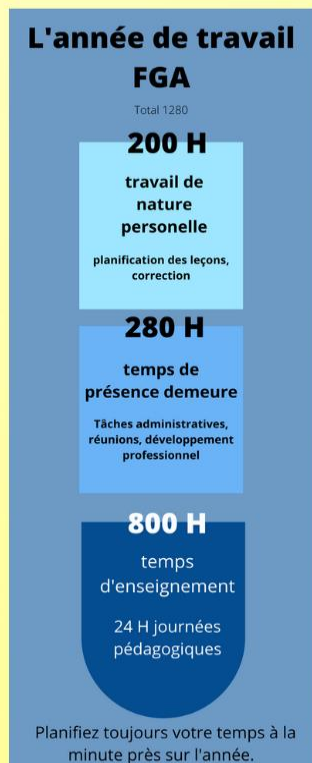 L'année de travail
FGA
Total 1280
200 H
travail de
nature
personelle
planification des leçons,
correction
280 H
temps de
présence demeure
Tâches administratives,
réunions, développement
professionnel
800 H
temps
d'enseignement
24 H journées
pédagogiques
Planifiez toujours votre temps à la
minute près sur l'année.